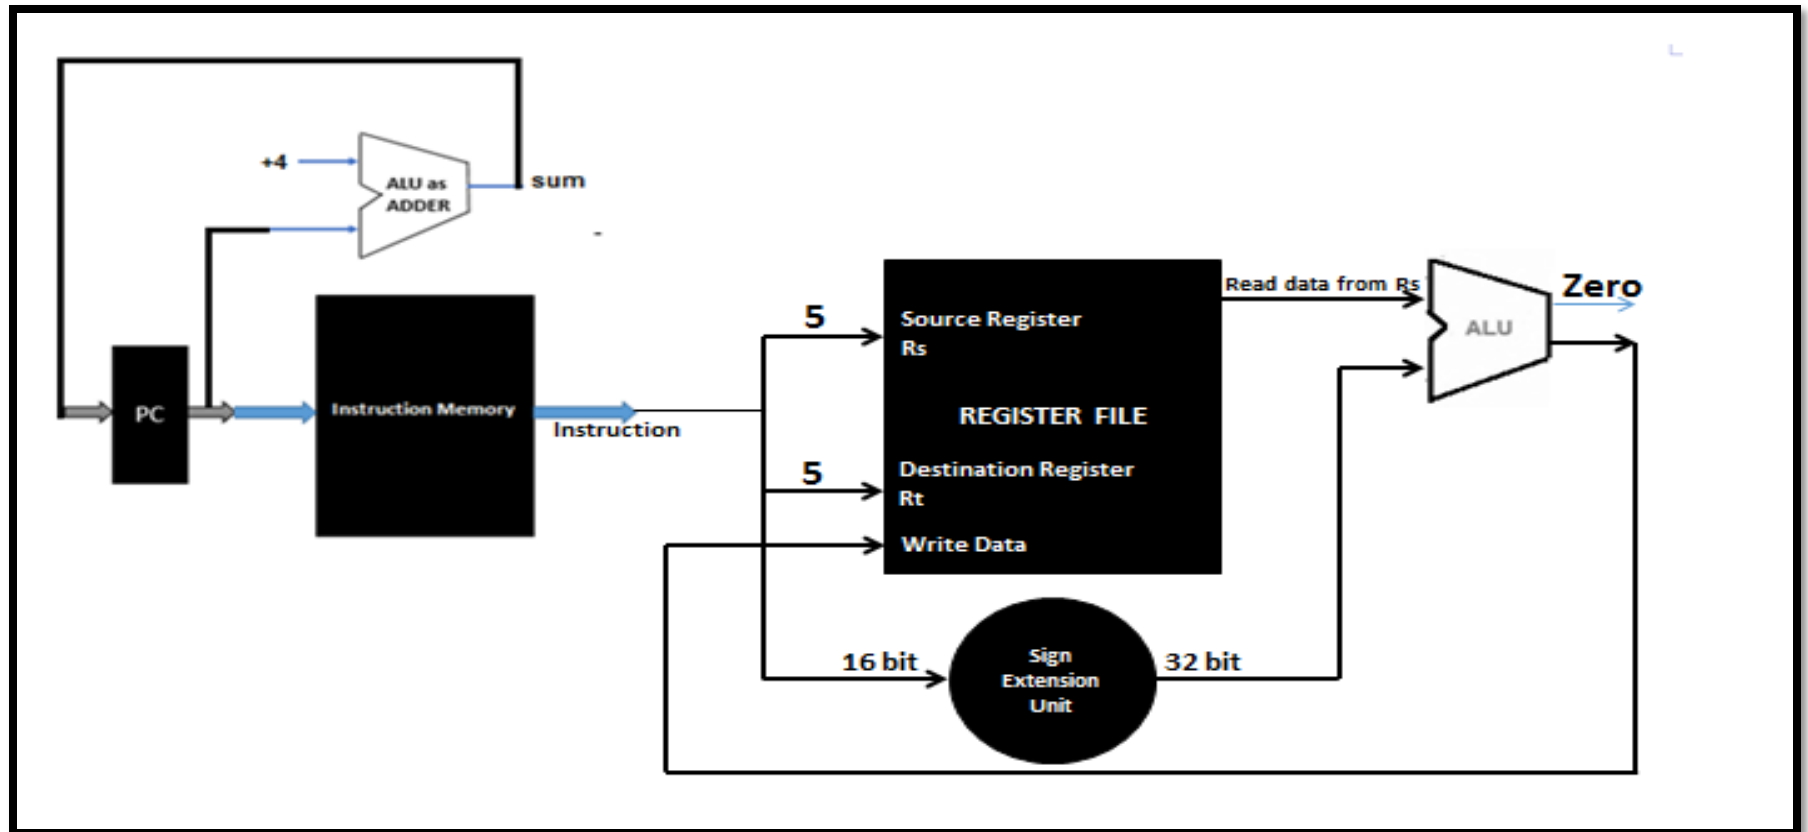 +4
ALU as
ADDER
sum
-
PC
Instruction Memory
Instruction
5
5
Source Register
Rs
REGISTER FILE
Destination Register
Rt
Write Data
Read data from Rs
ALU
Zero
16 bit
Sign
Extension
Unit
32 bit